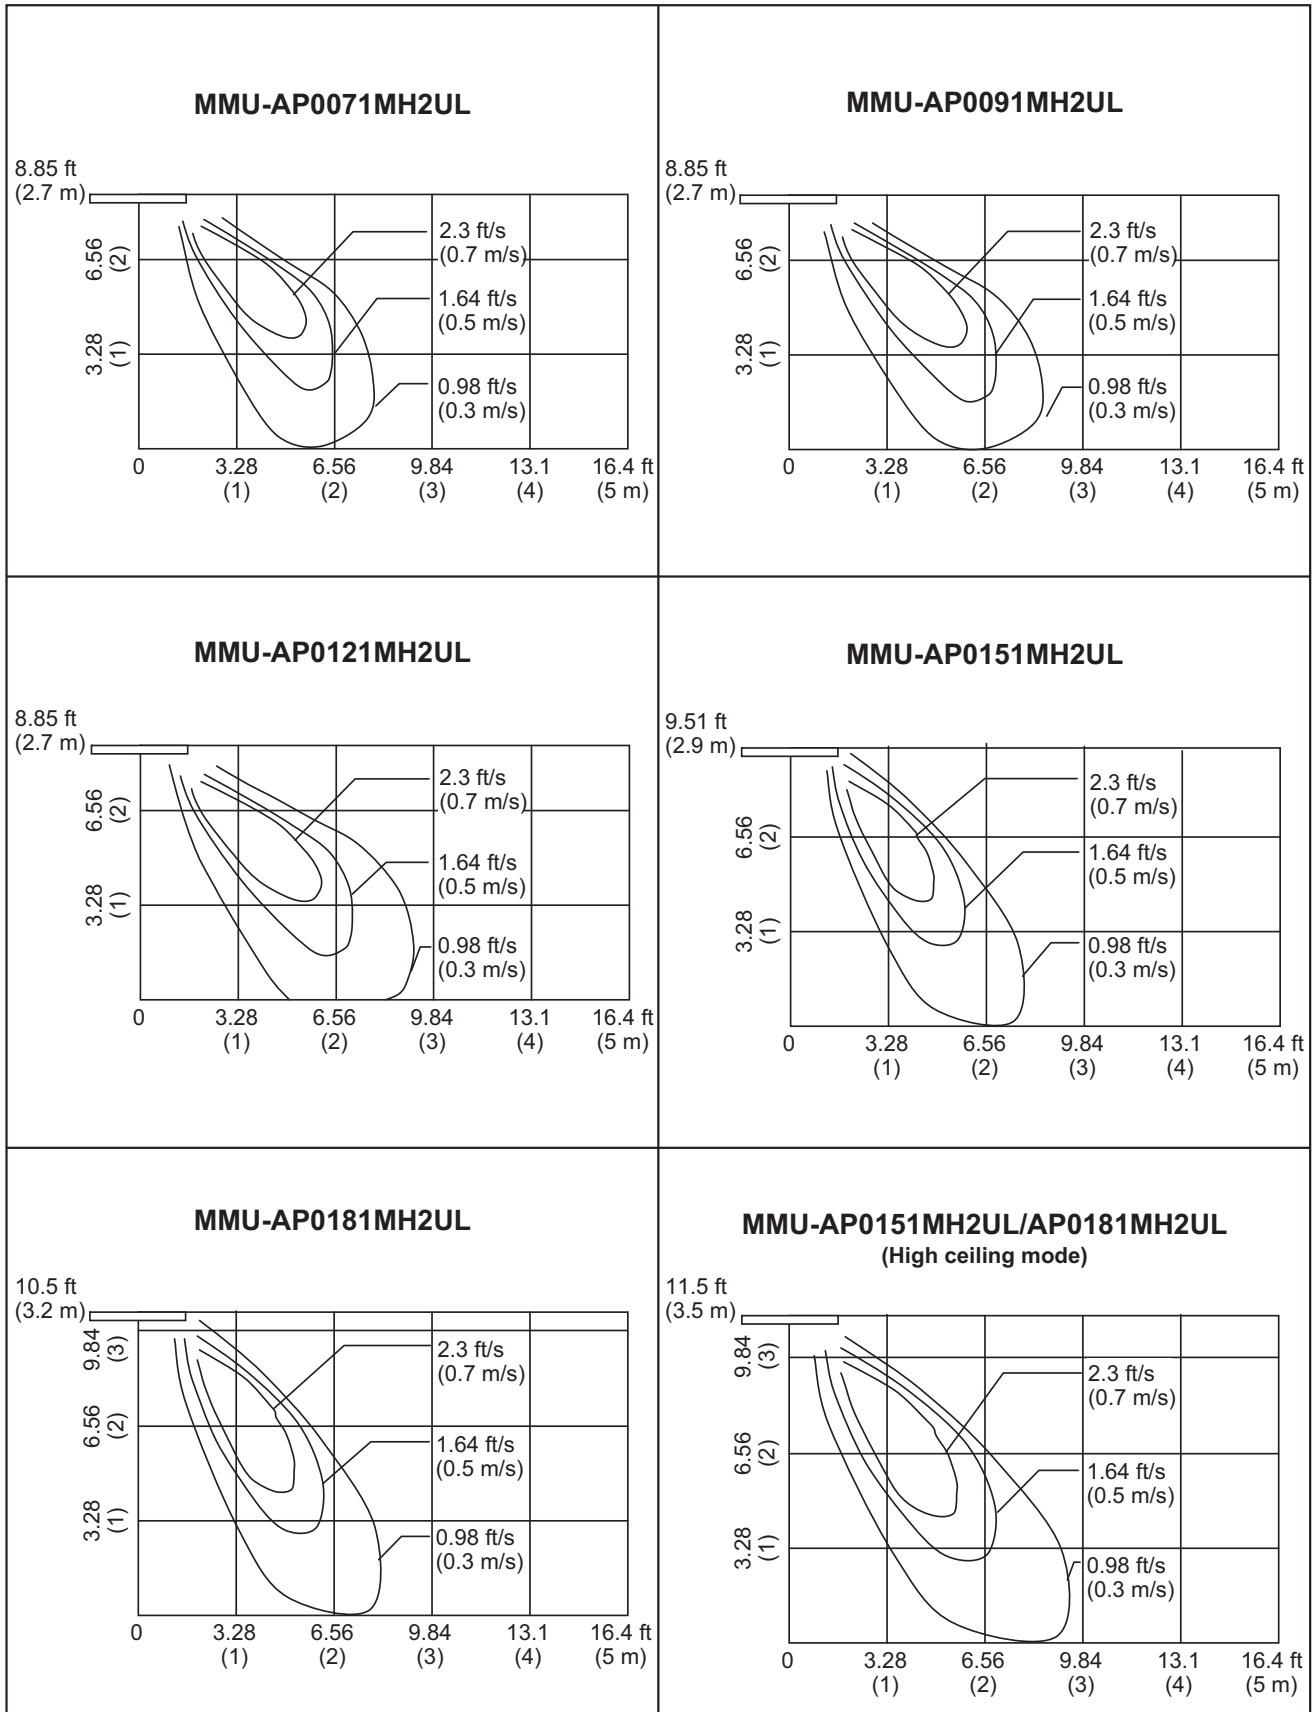 MMU-AP0071MH2UL
8.85 ft
(2.7 m)
6.56
(2)
3.28
(1)
2.3 ft/s
(0.7 m/s)
1.64 ft/s
(0.5 m/s)
0.98 ft/s
(0.3 m/s)
0 3.28 6.56 9.84 13.1 16.4 ft
(1) (2) (3) (4) (5 m)
MMU-AP0091MH2UL
8.85 ft
(2.7 m)
6.56
(2)
3.28
(1)
2.3 ft/s
(0.7 m/s)
1.64 ft/s
(0.5 m/s)
0.98 ft/s
(0.3 m/s)
0 3.28 6.56 9.84 13.1 16.4 ft
(1) (2) (3) (4) (5 m)
MMU-AP0121MH2UL
8.85 ft
(2.7 m)
6.56
(2)
3.28
(1)
2.3 ft/s
(0.7 m/s)
1.64 ft/s
(0.5 m/s)
0.98 ft/s
(0.3 m/s)
0 3.28 6.56 9.84 13.1 16.4 ft
(1) (2) (3) (4) (5 m)
MMU-AP0151MH2UL
9.51 ft
(2.9 m)
6.56
(2)
3.28
(1)
2.3 ft/s
(0.7 m/s)
1.64 ft/s
(0.5 m/s)
0.98 ft/s
(0.3 m/s)
0 3.28 6.56 9.84 13.1 16.4 ft
(1) (2) (3) (4) (5 m)
MMU-AP0181MH2UL
10.5 ft
(3.2 m)
9.84
(3)
6.56
(2)
3.28
(1)
2.3 ft/s
(0.7 m/s)
1.64 ft/s
(0.5 m/s)
0.98 ft/s
(0.3 m/s)
0 3.28 6.56 9.84 13.1 16.4 ft
(1) (2) (3) (4) (5 m)
MMU-AP0151MH2UL/AP0181MH2UL
(High ceiling mode)
11.5 ft
(3.5 m)
9.84
(3)
6.56
(2)
3.28
(1)
2.3 ft/s
(0.7 m/s)
1.64 ft/s
(0.5 m/s)
0.98 ft/s
(0.3 m/s)
0 3.28 6.56 9.84 13.1 16.4 ft
(1) (2) (3) (4) (5 m)